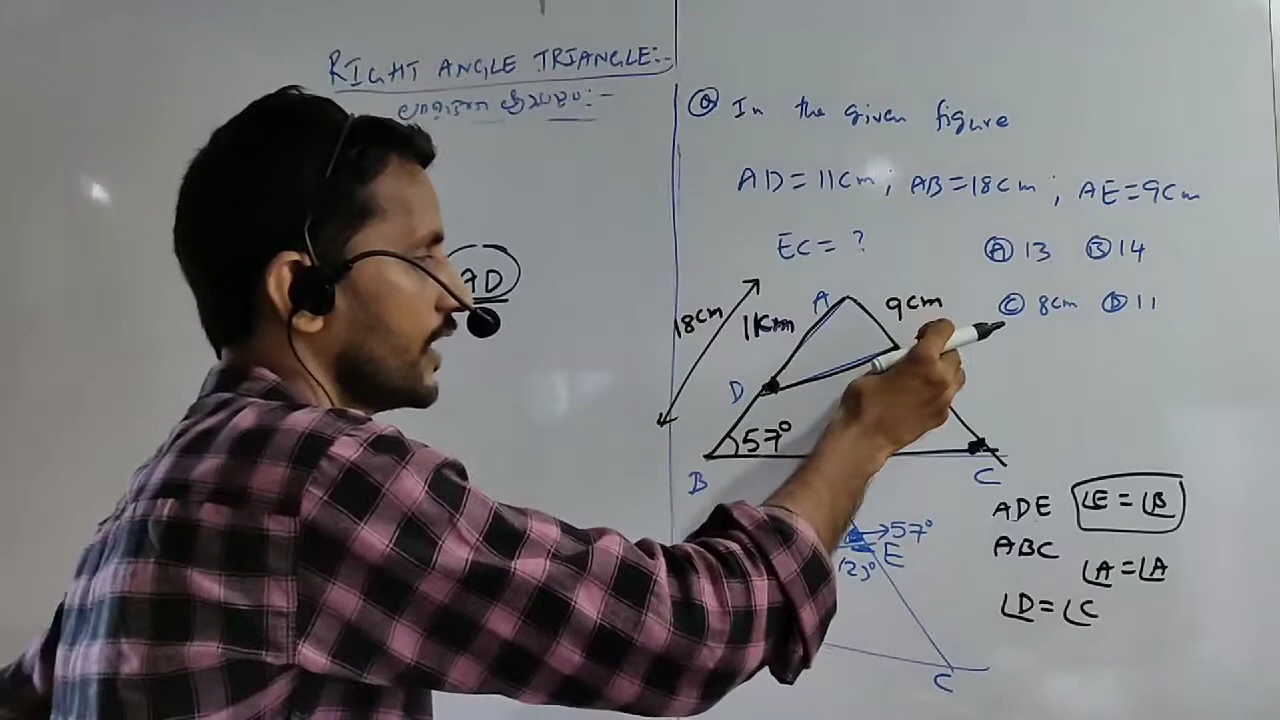 RIGHT ANGLE TRIANGLE:-
AD
Q In the given figure
AD = 11cm ; AB = 18cm ; AE = 9cm
EC = ?
A 13 B 14
C 8cm D 11
A
9cm
18cm
11cm
D
57°
B
C
57°
E
123°
C
ADE
∠E = ∠B
ABC
∠A = ∠A
∠D = ∠C